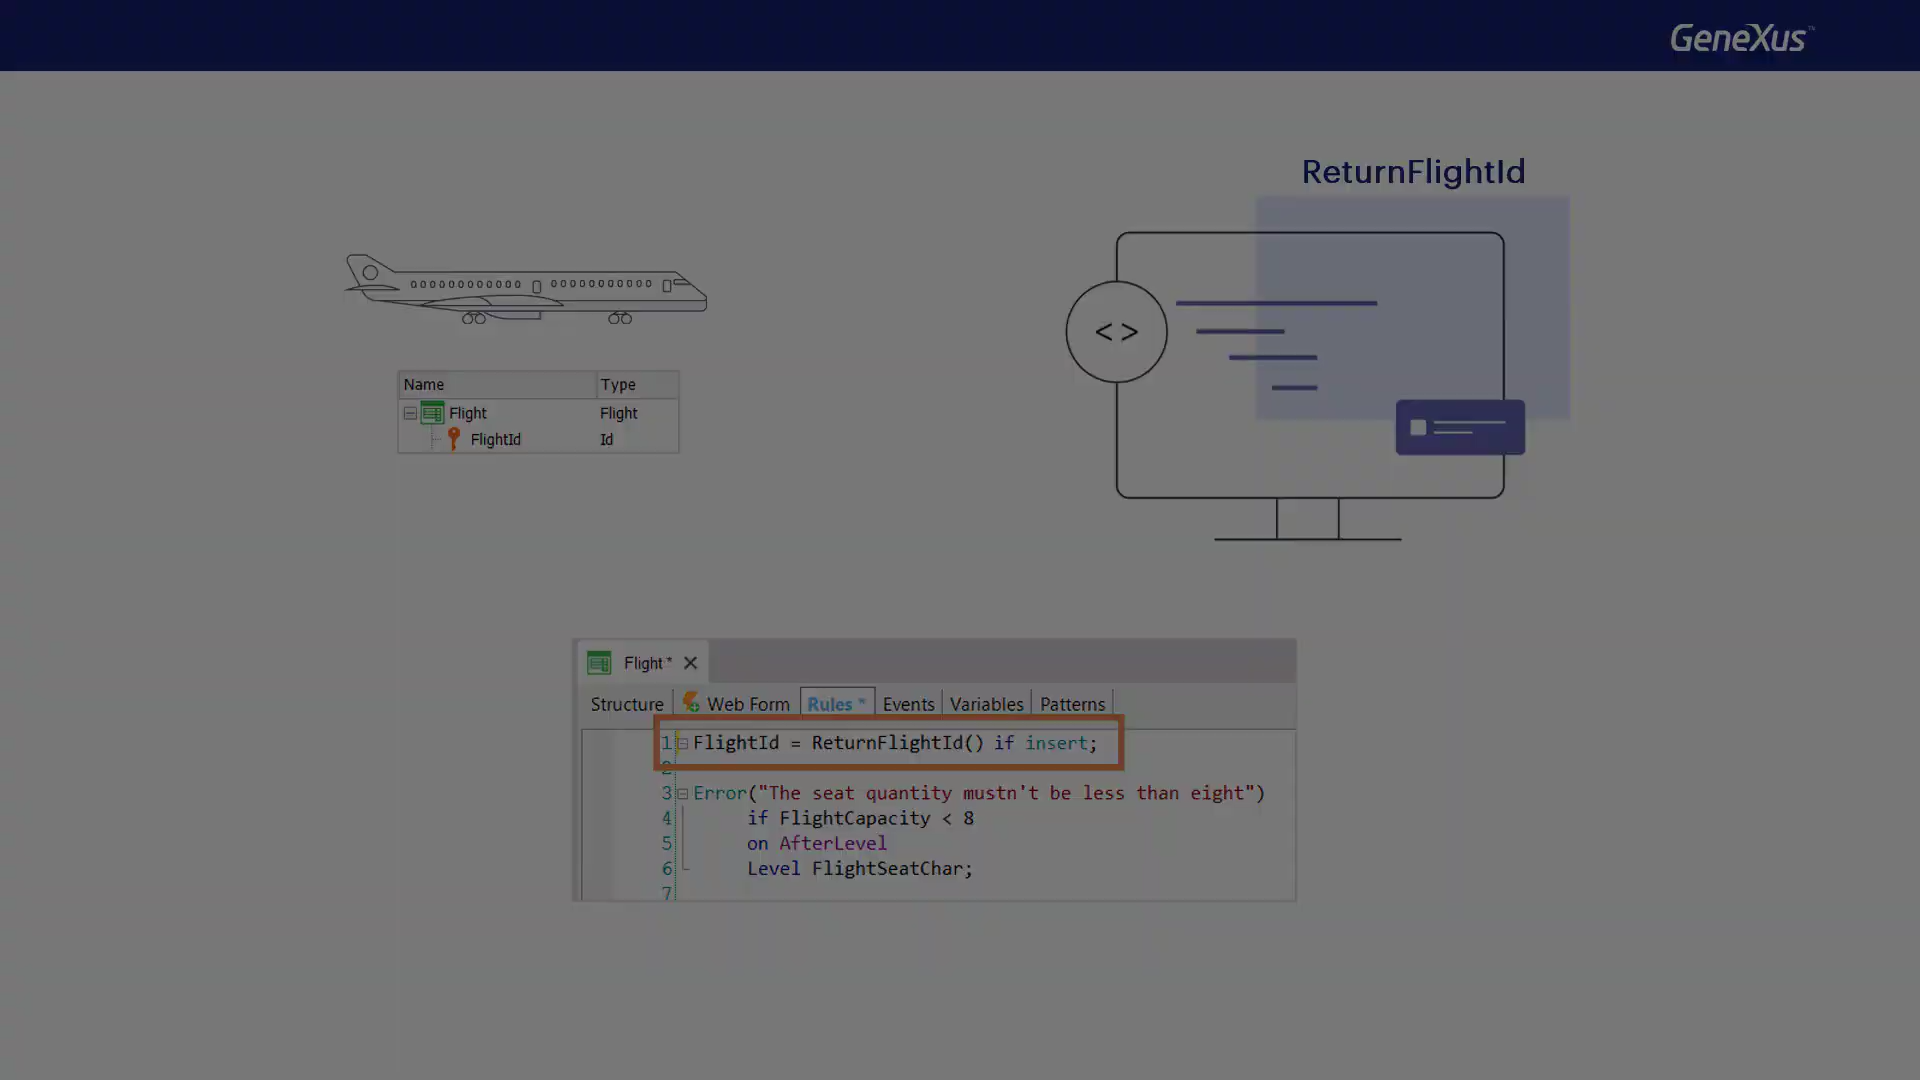 GeneXus™
ReturnFlightId
< >
Name Type
Flight Flight
FlightId Id
Flight *
Structure Web Form Rules * Events Variables Patterns
1 FlightId = ReturnFlightId() if insert;
2
3 Error("The seat quantity mustn't be less than eight")
4 if FlightCapacity < 8
5 on AfterLevel
6 Level FlightSeatChar;
7